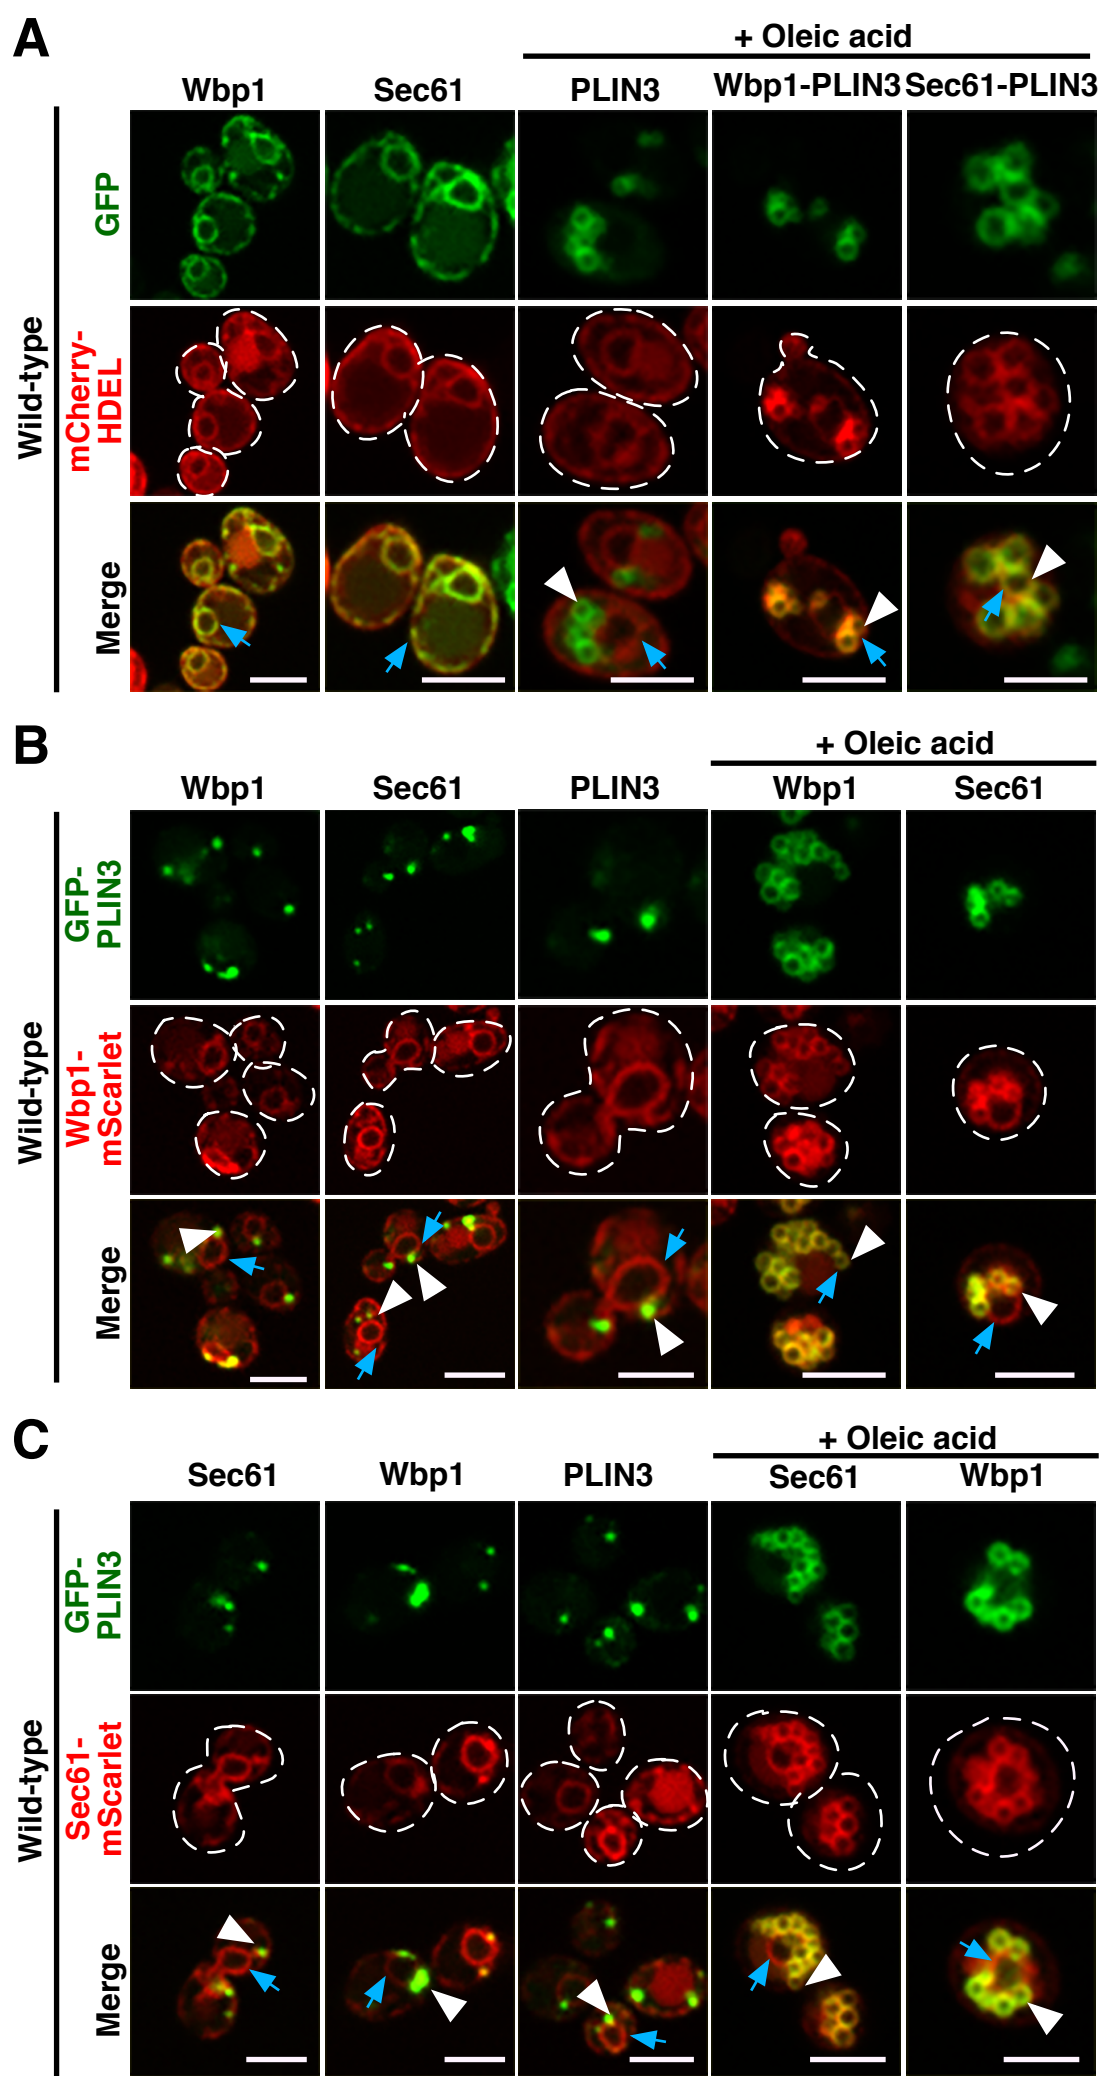 A
+ Oleic acid
Wbp1 Sec61 PLIN3 Wbp1-PLIN3 Sec61-PLIN3
Wild-type
GFP
mCherry-
HDEL
Merge
B
+ Oleic acid
Wbp1 Sec61 PLIN3 Wbp1 Sec61
Wild-type
GFP-
PLIN3
Wbp1-
mScarlet
Merge
C
+ Oleic acid
Sec61 Wbp1 PLIN3 Sec61 Wbp1
Wild-type
GFP-
PLIN3
Sec61-
mScarlet
Merge